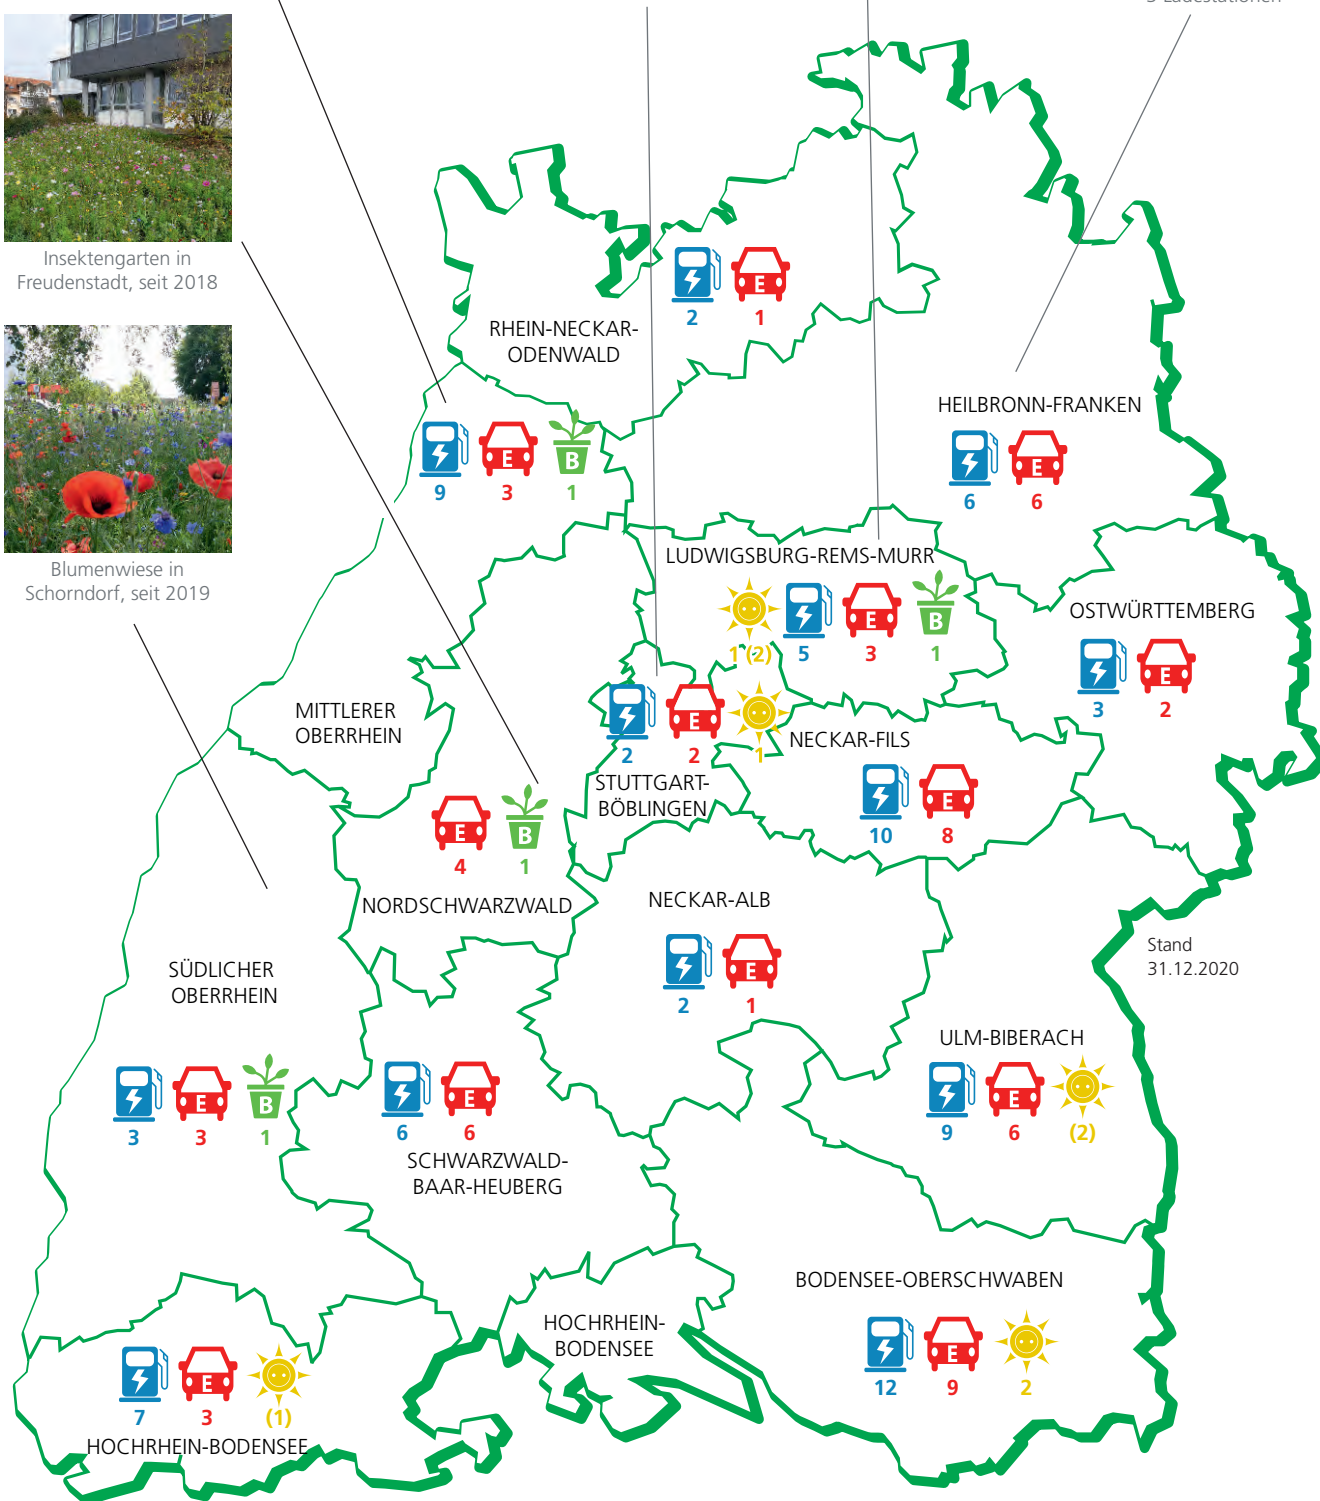 3 Ladestationen
Insektengarten in
Freudenstadt, seit 2018
Blumenwiese in
Schorndorf, seit 2019
E
2 1
RHEIN-NECKAR-
ODENWALD
HEILBRONN-FRANKEN
E
6 6
E B
9 3 1
LUDWIGSBURG-REMS-MURR
E B
1 (2) 5 3 1
OSTWÜRTTEMBERG
E
3 2
MITTLERER
OBERRHEIN
E
2 2 1
STUTTGART-
BÖBLINGEN
NECKAR-FILS
E
10 8
E B
4 1
NORDSCHWARZWALD
NECKAR-ALB
E
2 1
Stand
31.12.2020
SÜDLICHER
OBERRHEIN
E B
3 3 1
E
6 6
SCHWARZWALD-
BAAR-HEUBERG
ULM-BIBERACH
E
9 6 (2)
BODENSEE-OBERSCHWABEN
E
12 9 2
HOCHRHEIN-
BODENSEE
E
7 3 (1)
HOCHRHEIN-BODENSEE